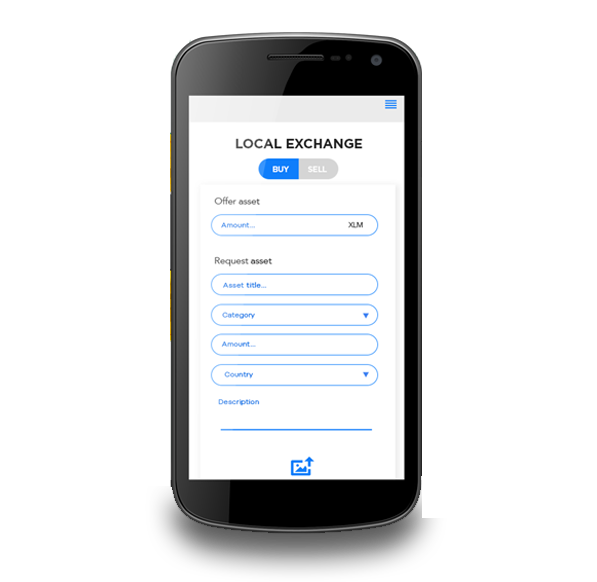 LOCAL EXCHANGE
BUY SELL
Offer asset
Amount... XLM
Request asset
Asset title...
Category
Amount...
Country
Description